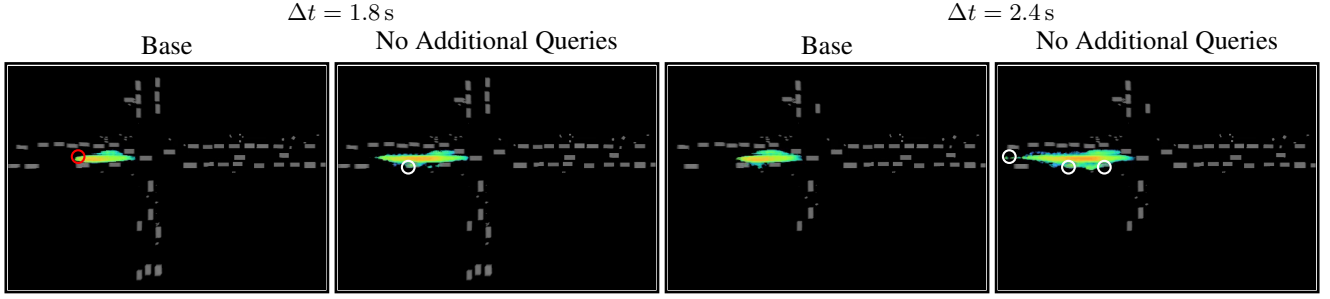 Δt = 1.8 s
Δt = 2.4 s
Base
No Additional Queries
Base
No Additional Queries